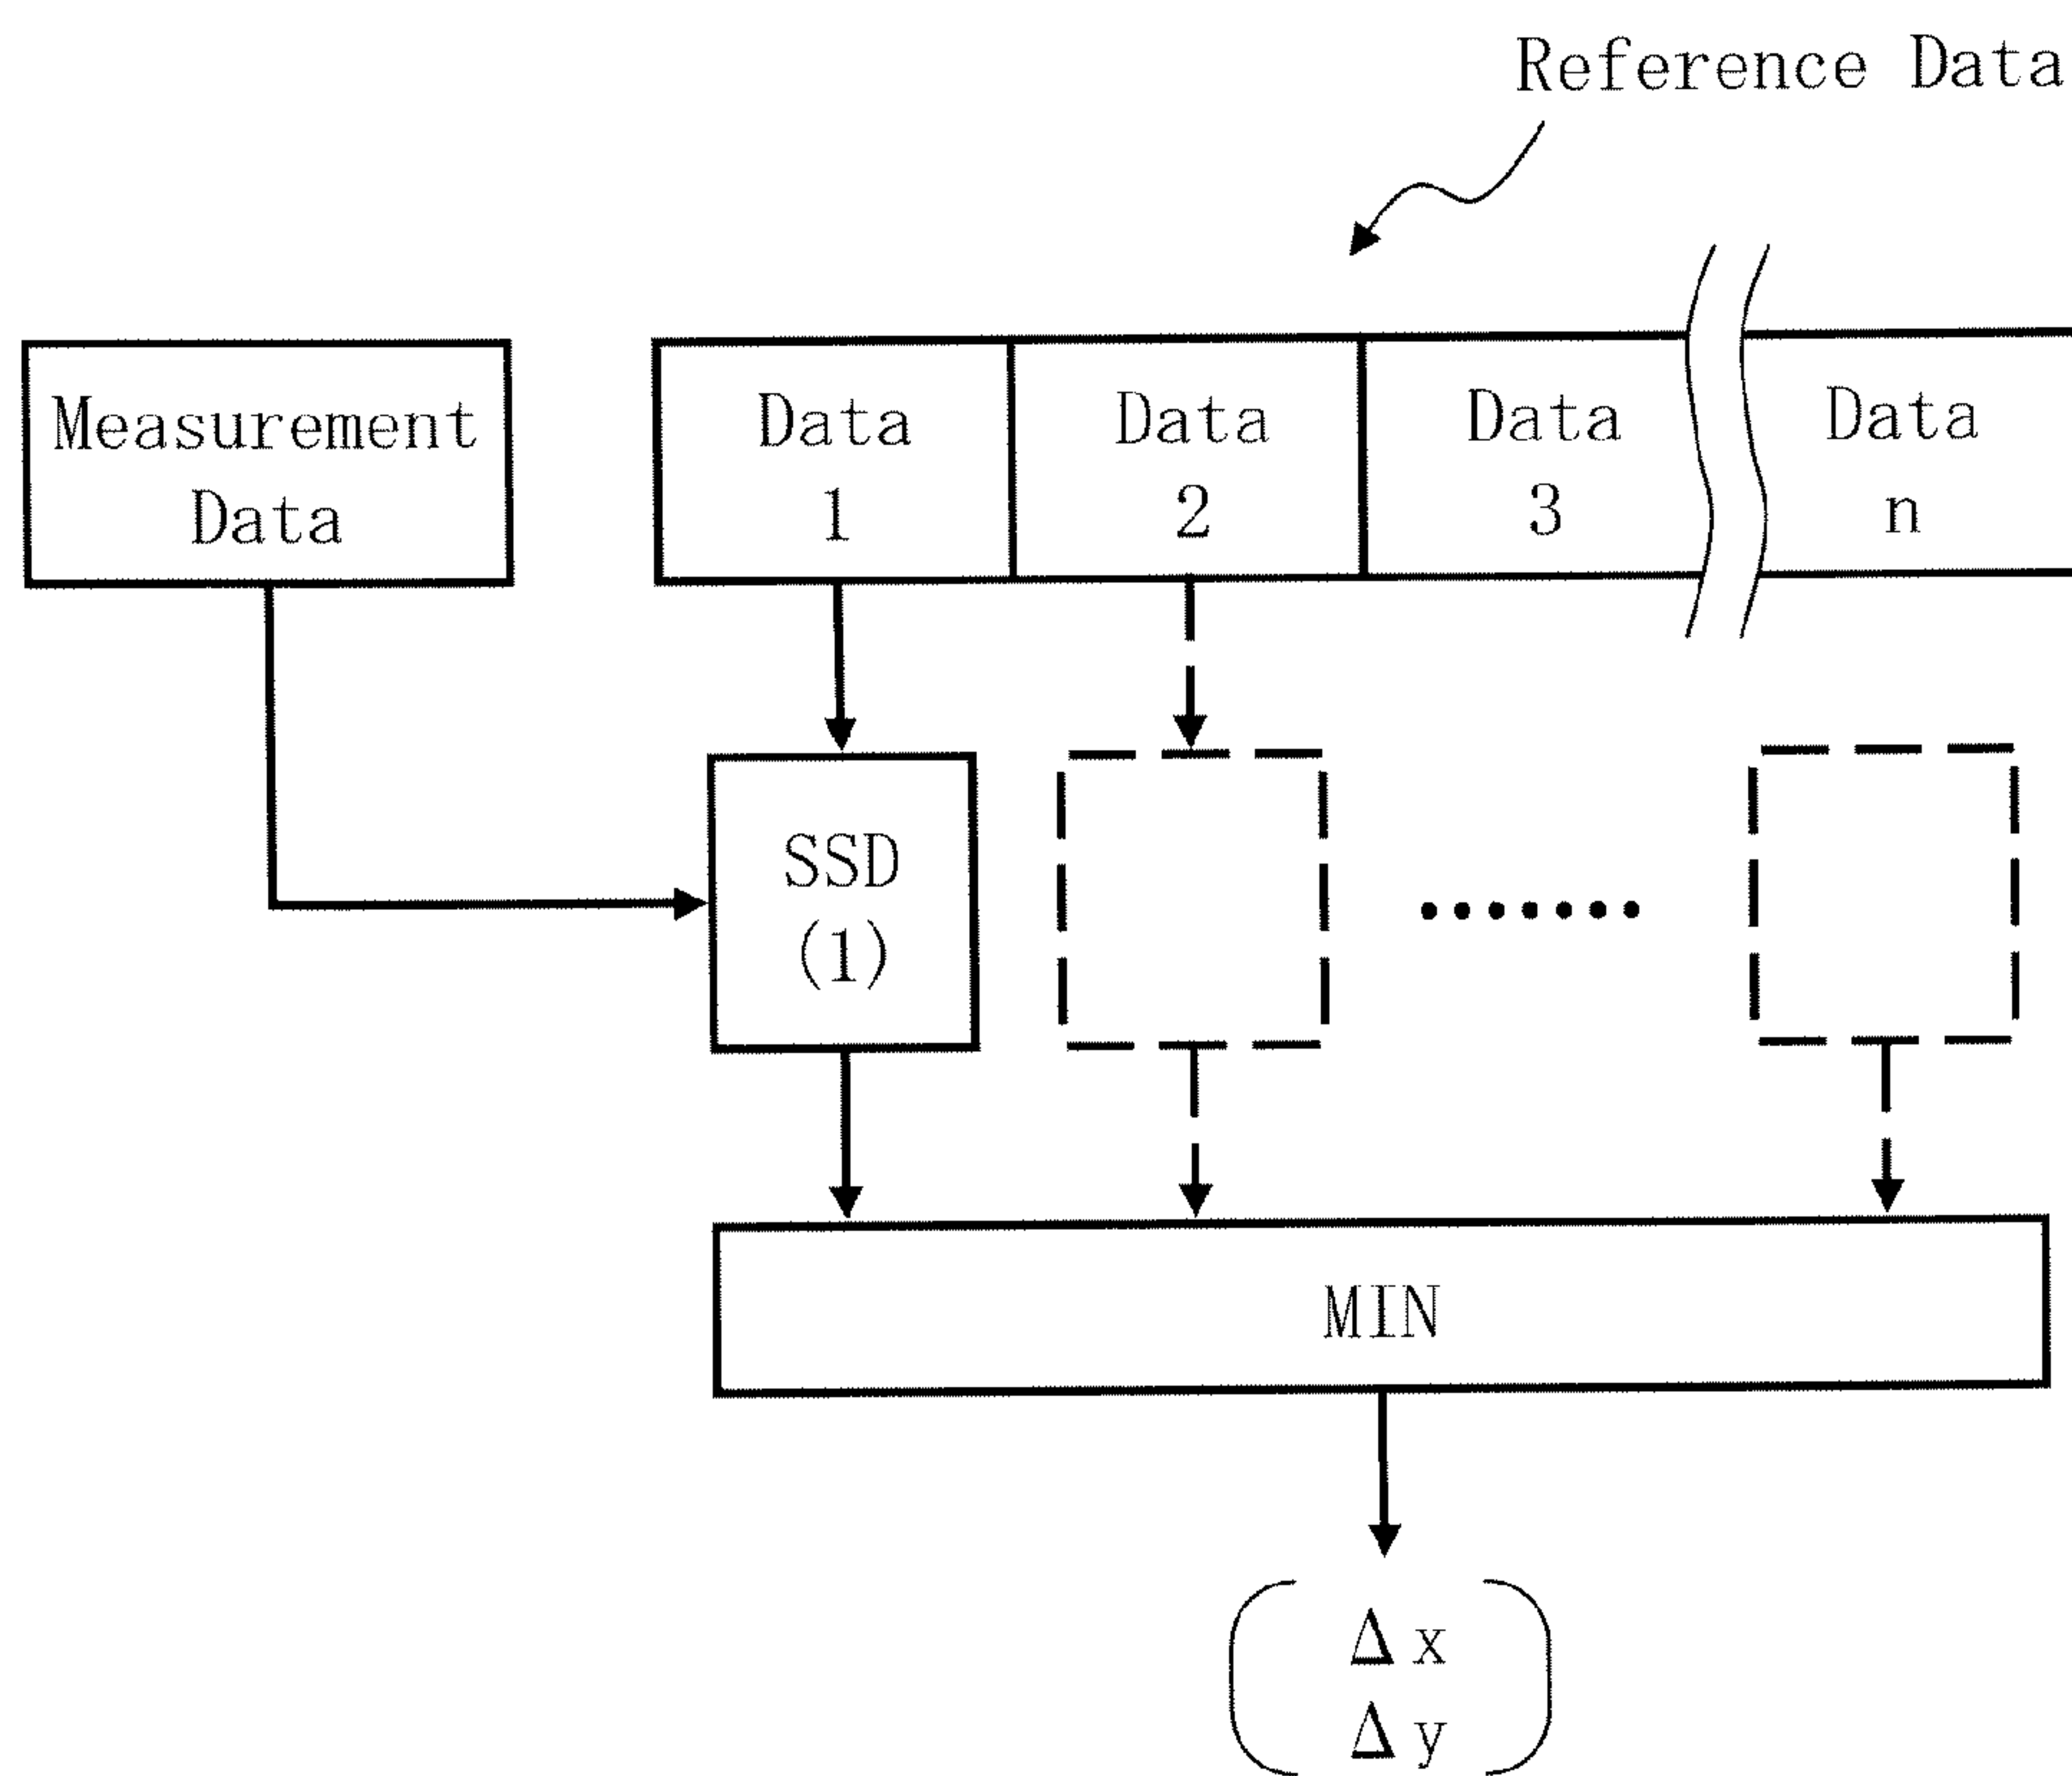 Reference Data
Measurement
Data
Data
1
Data
2
Data
3
Data
n
SSD
(1)
MIN
Δx
Δy